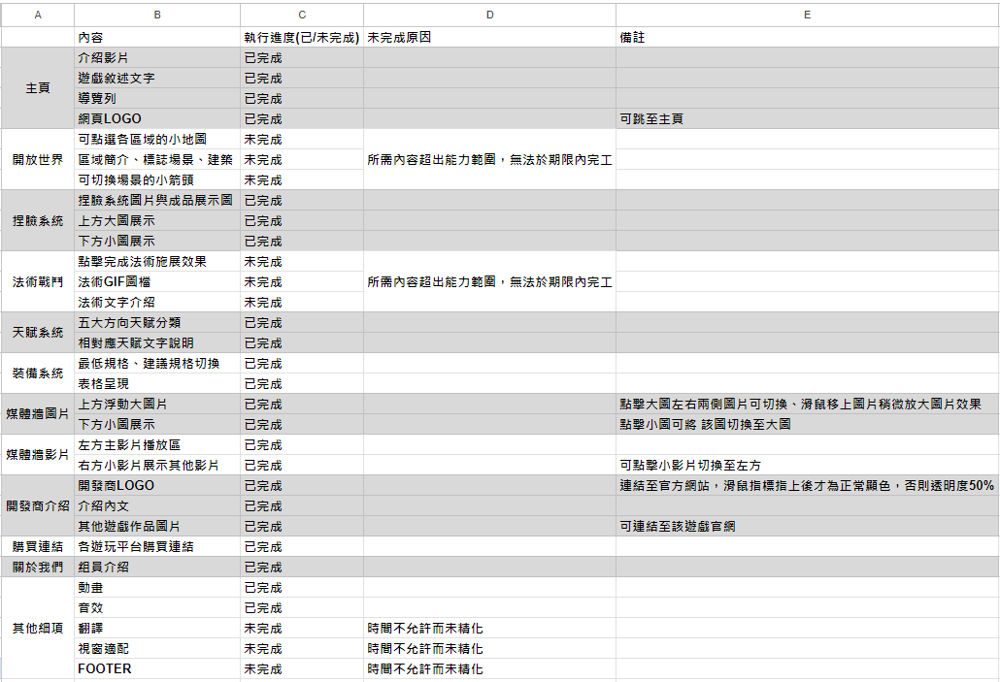 A B C D E
內容 執行進度(已/未完成) 未完成原因 備註
介紹影片 已完成
遊戲敘述文字 已完成
主頁
導覽列 已完成
網頁LOGO 已完成 可跳至主頁
可點選各區域的小地圖 未完成
開放世界 區域簡介、標誌場景、建築 未完成 所需內容超出能力範圍，無法於期限內完工
可切換場景的小箭頭 未完成
捏臉系統圖片與成品展示圖 已完成
捏臉系統 上方大圖展示 已完成
下方小圖展示 已完成
點擊完成法術施展效果 未完成
法術戰鬥 法術GIF圖檔 未完成 所需內容超出能力範圍，無法於期限內完工
法術文字介紹 未完成
天賦系統
五大方向天賦分類 已完成
相對應天賦文字說明 已完成
裝備系統
最低規格、建議規格切換 已完成
表格呈現 已完成
媒體牆圖片
上方浮動大圖片 已完成 點擊大圖左右兩側圖片可切換、滑鼠移上圖片稍微放大圖片效果
下方小圖展示 已完成 點擊小圖可將 該圖切換至大圖
媒體牆影片
左方主影片播放區 已完成
右方小影片展示其他影片 已完成 可點擊小影片切換至左方
開發商LOGO 已完成 連結至官方網站，滑鼠指標指上後才為正常顯色，否則透明度50%
開發商介紹 介紹內文 已完成
其他遊戲作品圖片 已完成 可連結至該遊戲官網
購買連結 各遊玩平台購買連結 已完成
關於我們 組員介紹 已完成
動畫 已完成
音效 已完成
其他細項 翻譯 未完成 時間不允許而未精化
視窗適配 未完成 時間不允許而未精化
FOOTER 未完成 時間不允許而未精化